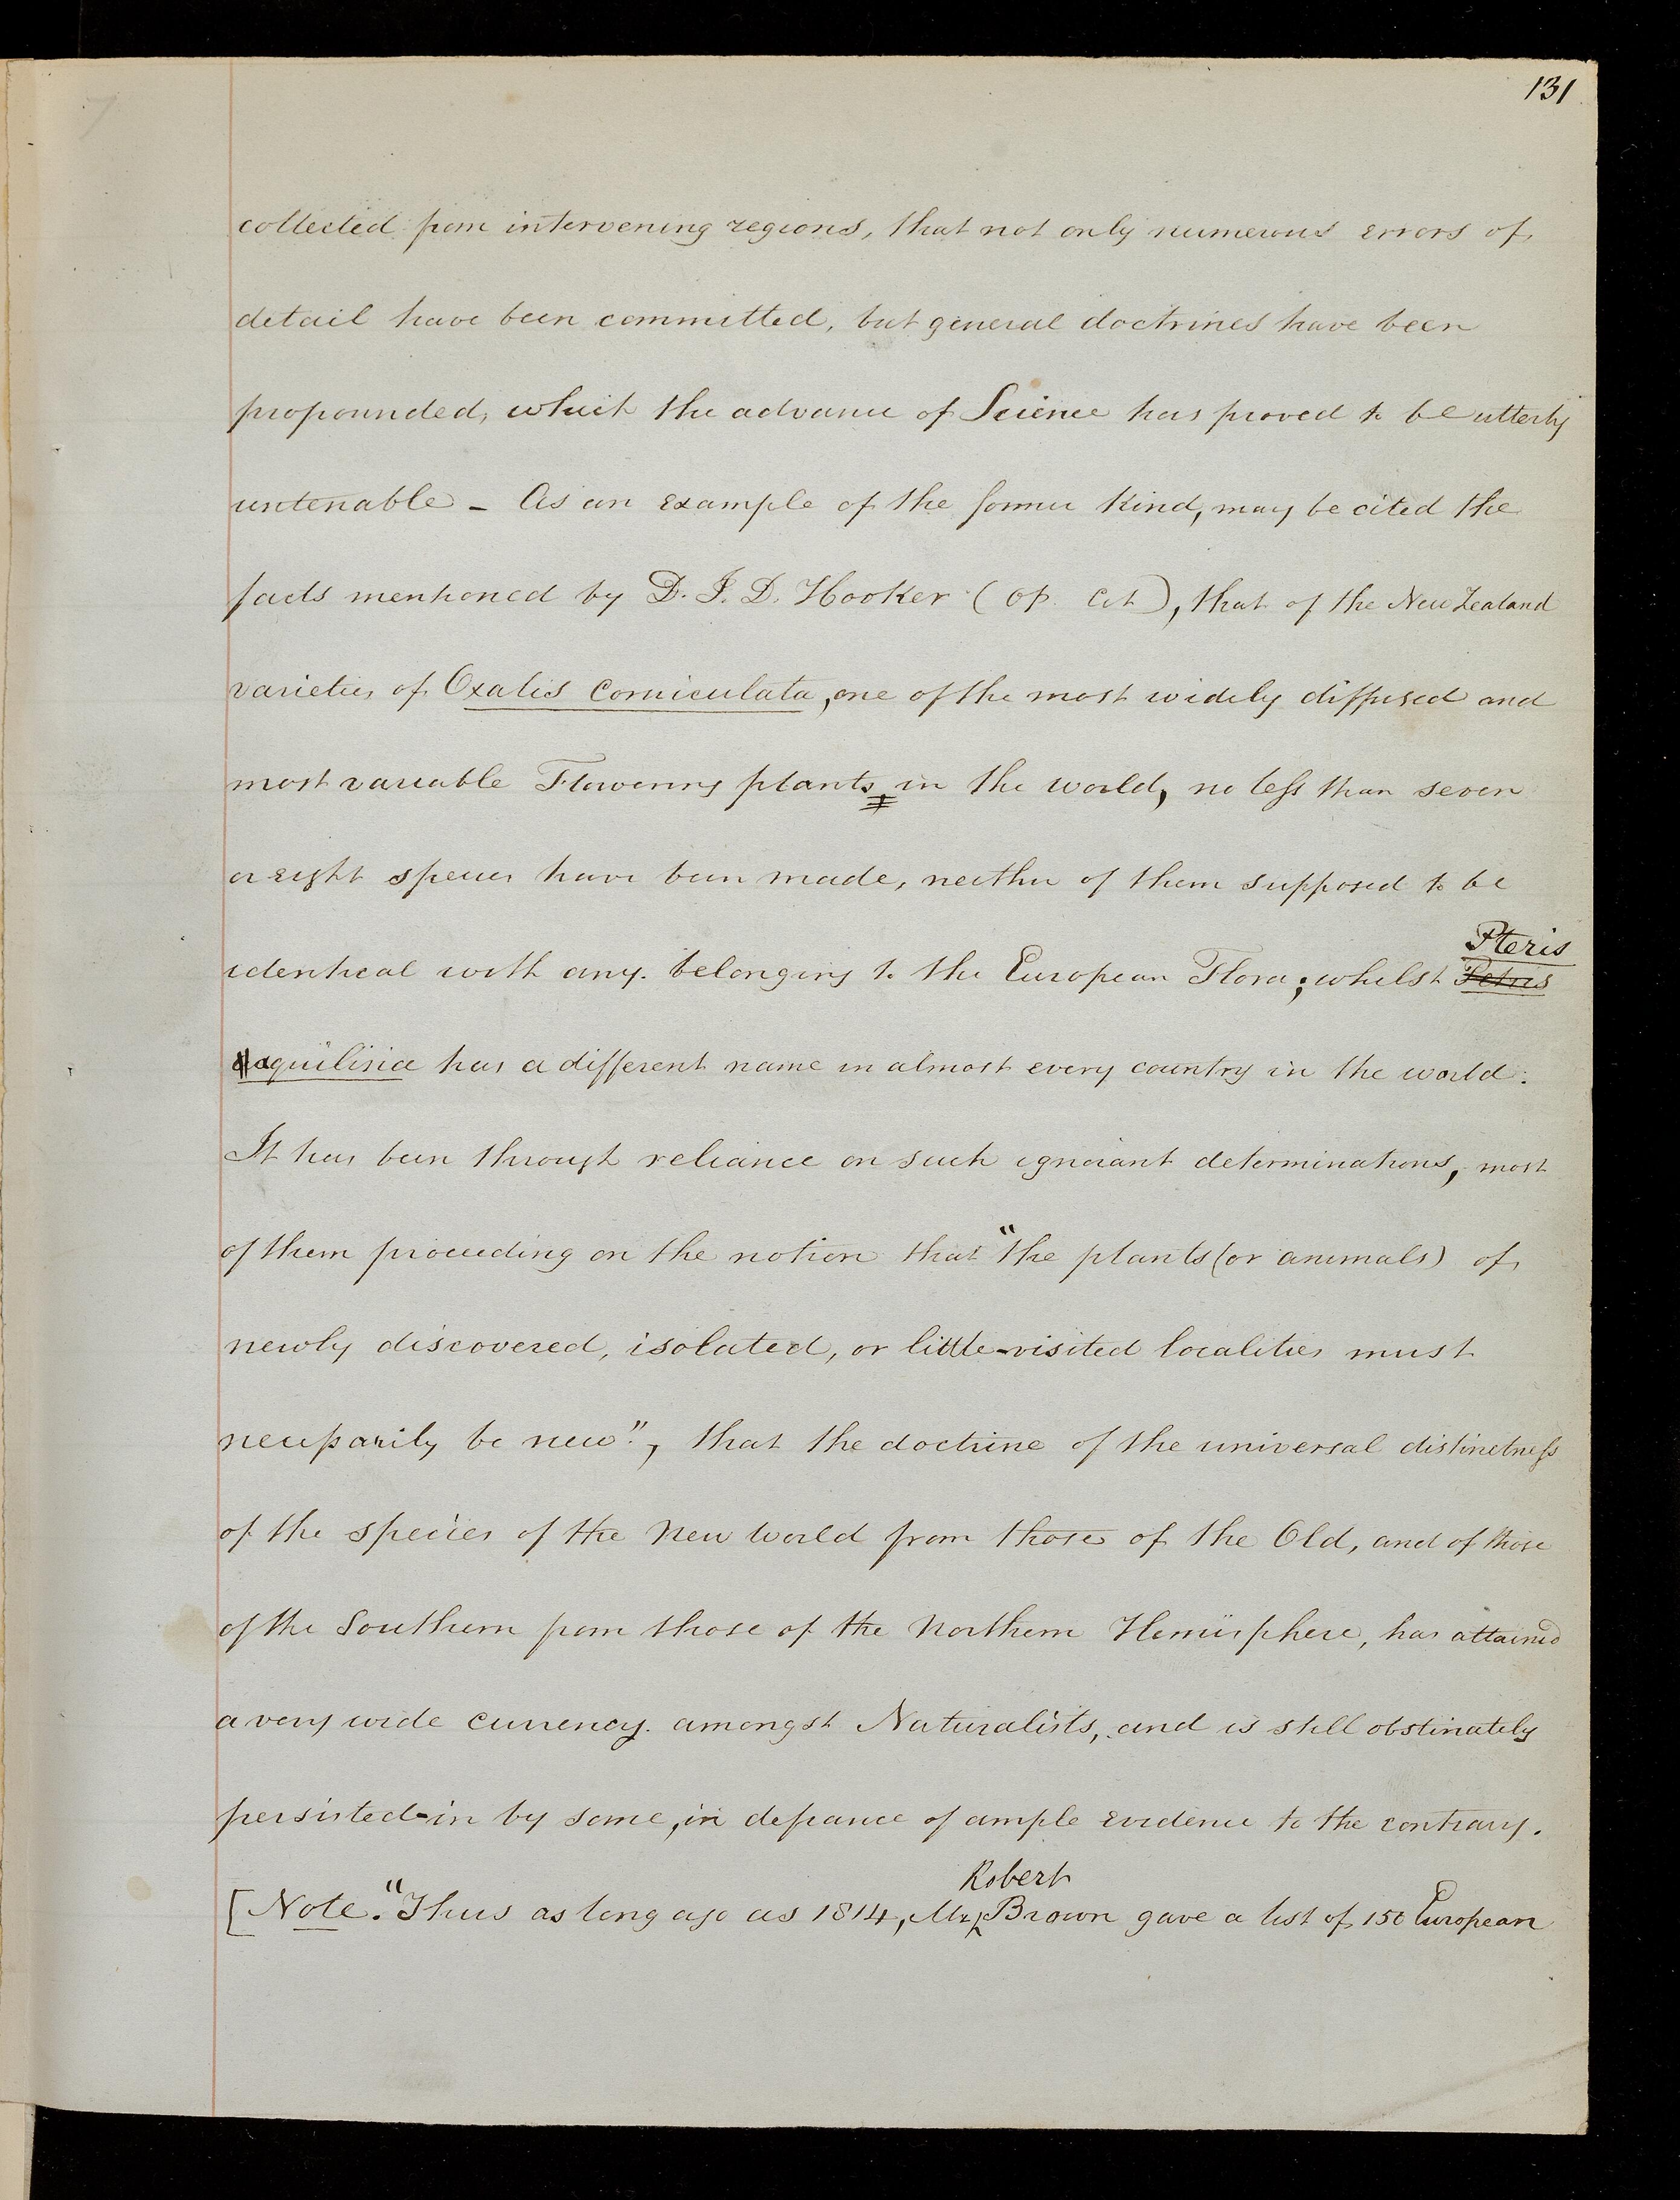 131
collected from intervening regions, that not only numerous errors of
detail have been committed, but general doctrines have been
propounded, which the advance of Science has proved to be utterly
untenable - As an example of the former kind, may be cited the
facts mentioned by D. J. D. Hooker (op. cit), that of the New Zealand
varieties of Oxalis Corniculata, one of the most widely diffused and
most variable Flowering plants in the world, no less than seven
or eight species have been made, neither of them supposed to be
Pteris
identical with any belonging to the European Flora; whilst Petris
aquilina has a different name in almost every country in the world.
It has been through reliance on such ignorant determinations, most
of them proceeding on the notion that "the plants (or animals) of
newly discovered, isolated, or little-visited localities must
necessarily be new", that the doctrine of the universal distinctness
of the species of the New World from those of the Old, and of those
of the Southern from those of the Northern Hemisphere, has attained
a very wide currency amongst Naturalists, and is still obstinately
persisted-in by some, in defiance of ample evidence to the contrary.
Robert
[Note. "Thus as long ago as 1814, Mr Brown gave a list of 150 European